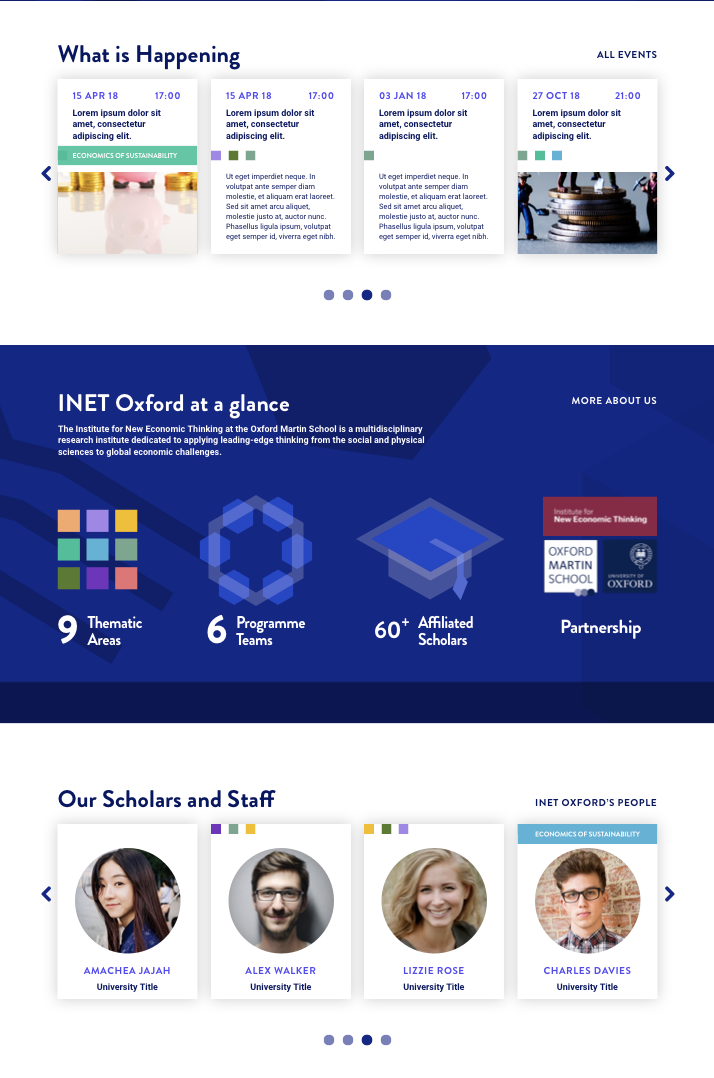 What is Happening
ALL EVENTS
15 APR 18 17:00
Lorem ipsum dolor sit
amet, consectetur
adipiscing elit.
ECONOMICS OF SUSTAINABILITY
15 APR 18 17:00
Lorem ipsum dolor sit
amet, consectetur
adipiscing elit.
Ut eget imperdiet neque. In
volutpat ante semper diam
molestie, et aliquam erat laoreet.
Sed sit amet arcu aliquet,
molestie justo at, auctor nunc.
Phasellus ligula ipsum, volutpat
eget semper id, viverra eget nibh.
03 JAN 18 17:00
Lorem ipsum dolor sit
amet, consectetur
adipiscing elit.
Ut eget imperdiet neque. In
volutpat ante semper diam
molestie, et aliquam erat laoreet.
Sed sit amet arcu aliquet,
molestie justo at, auctor nunc.
Phasellus ligula ipsum, volutpat
eget semper id, viverra eget nibh.
27 OCT 18 21:00
Lorem ipsum dolor sit
amet, consectetur
adipiscing elit.
INET Oxford at a glance
MORE ABOUT US
The Institute for New Economic Thinking at the Oxford Martin School is a multidisciplinary
research institute dedicated to applying leading-edge thinking from the social and physical
sciences to global economic challenges.
9 Thematic
Areas
6 Programme
Teams
60+ Affiliated
Scholars
Institute for
New Economic Thinking
OXFORD
MARTIN
SCHOOL
UNIVERSITY OF
OXFORD
Partnership
Our Scholars and Staff
INET OXFORD'S PEOPLE
AMACHEA JAJAH
University Title
ALEX WALKER
University Title
LIZZIE ROSE
University Title
ECONOMICS OF SUSTAINABILITY
CHARLES DAVIES
University Title